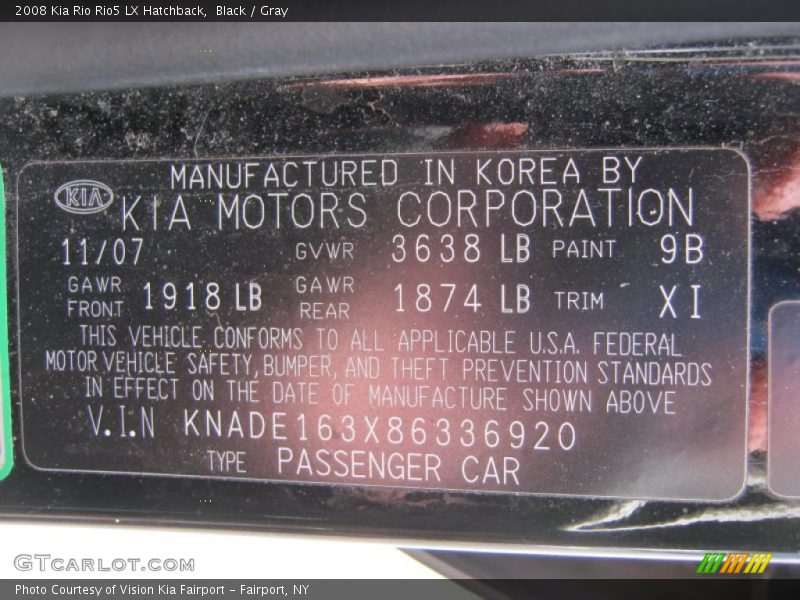 2008 Kia Rio Rio5 LX Hatchback, Black / Gray
MANUFACTURED IN KOREA BY
KIA KIA MOTORS CORPORATION
11/07 GVWR 3638 LB PAINT 9B
GAWR FRONT 1918 LB GAWR REAR 1874 LB TRIM XI
THIS VEHICLE CONFORMS TO ALL APPLICABLE U.S.A. FEDERAL
MOTOR VEHICLE SAFETY, BUMPER, AND THEFT PREVENTION STANDARDS
IN EFFECT ON THE DATE OF MANUFACTURE SHOWN ABOVE
V.I.N KNADE163X86336920
TYPE PASSENGER CAR
GTCARLOT.COM
Photo Courtesy of Vision Kia Fairport - Fairport, NY